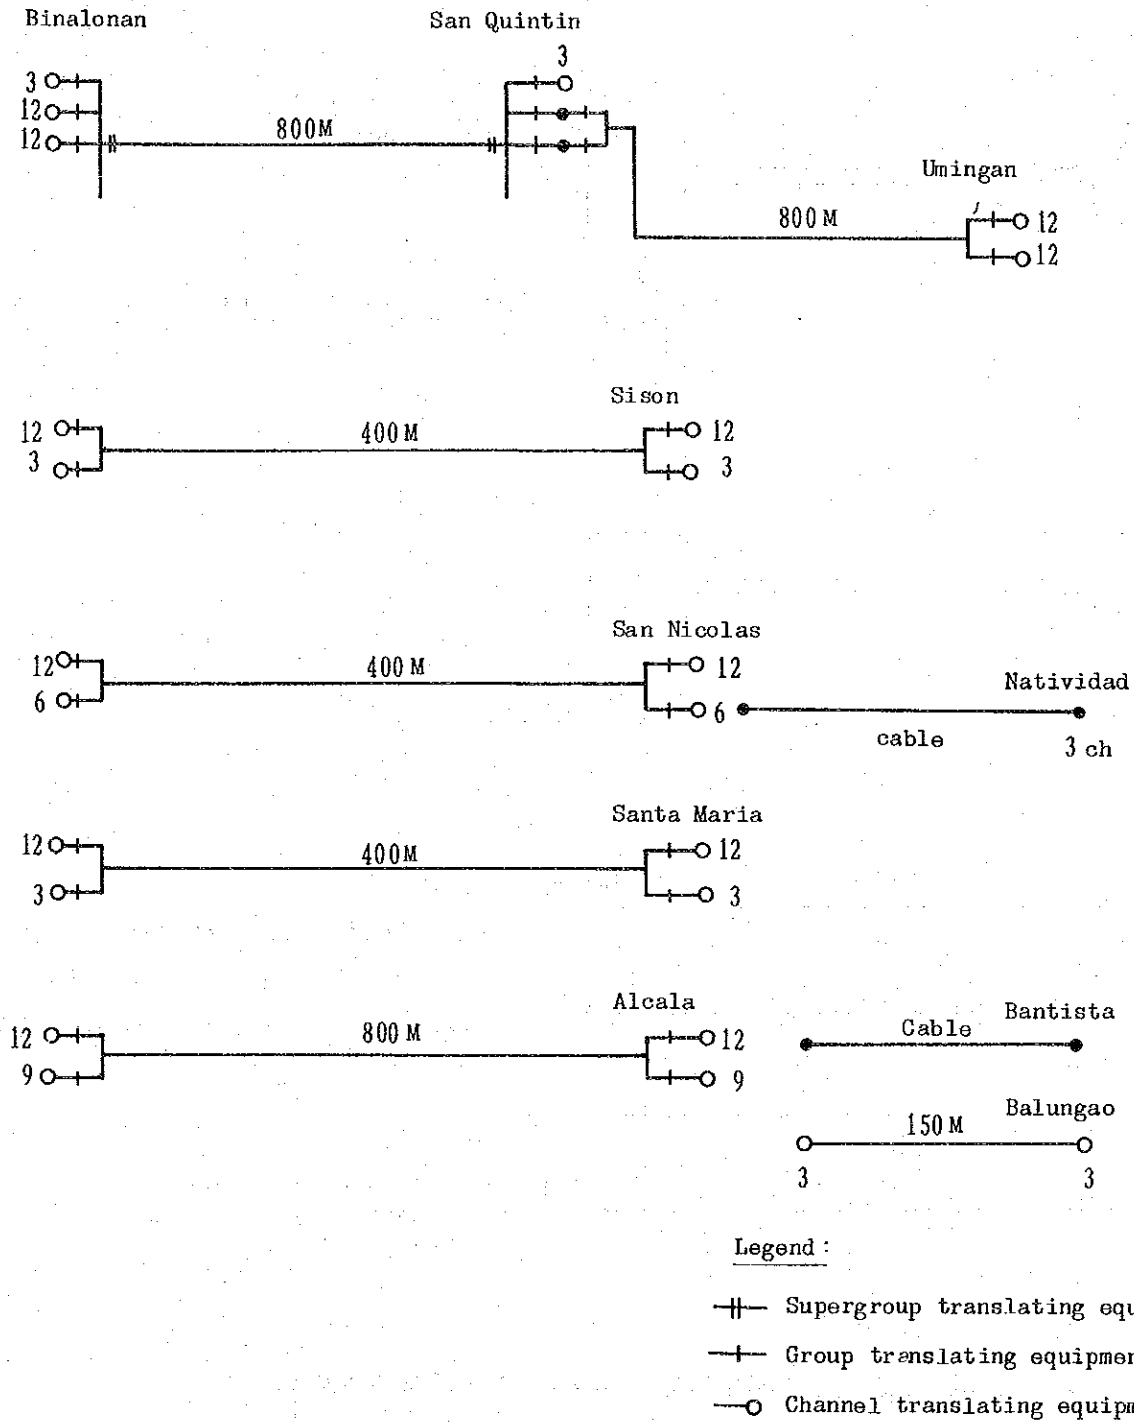 Binalonan San Quintin
3
3
12
12
800M
Umingan
800M
12
12
Sison
12
3
400M
12
3
San Nicolas
12
6
400M
12
6
Natividad
cable
3 ch
Santa Maria
12
3
400M
12
3
Alcala
12
9
800M
12
9
Bantista
Cable
Balungao
150M
3
3
Legend:
Supergroup translating equ
Group translating equipmen
Channel translating equipm